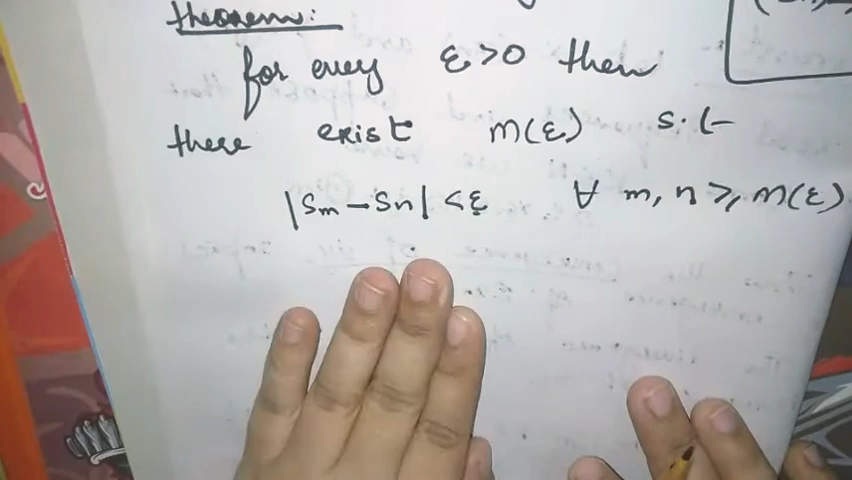 theorem:
for every ε>0 then
there exist m(ε) s.t
|Sm-Sn| <ε ∀ m, n ≥, m(ε)